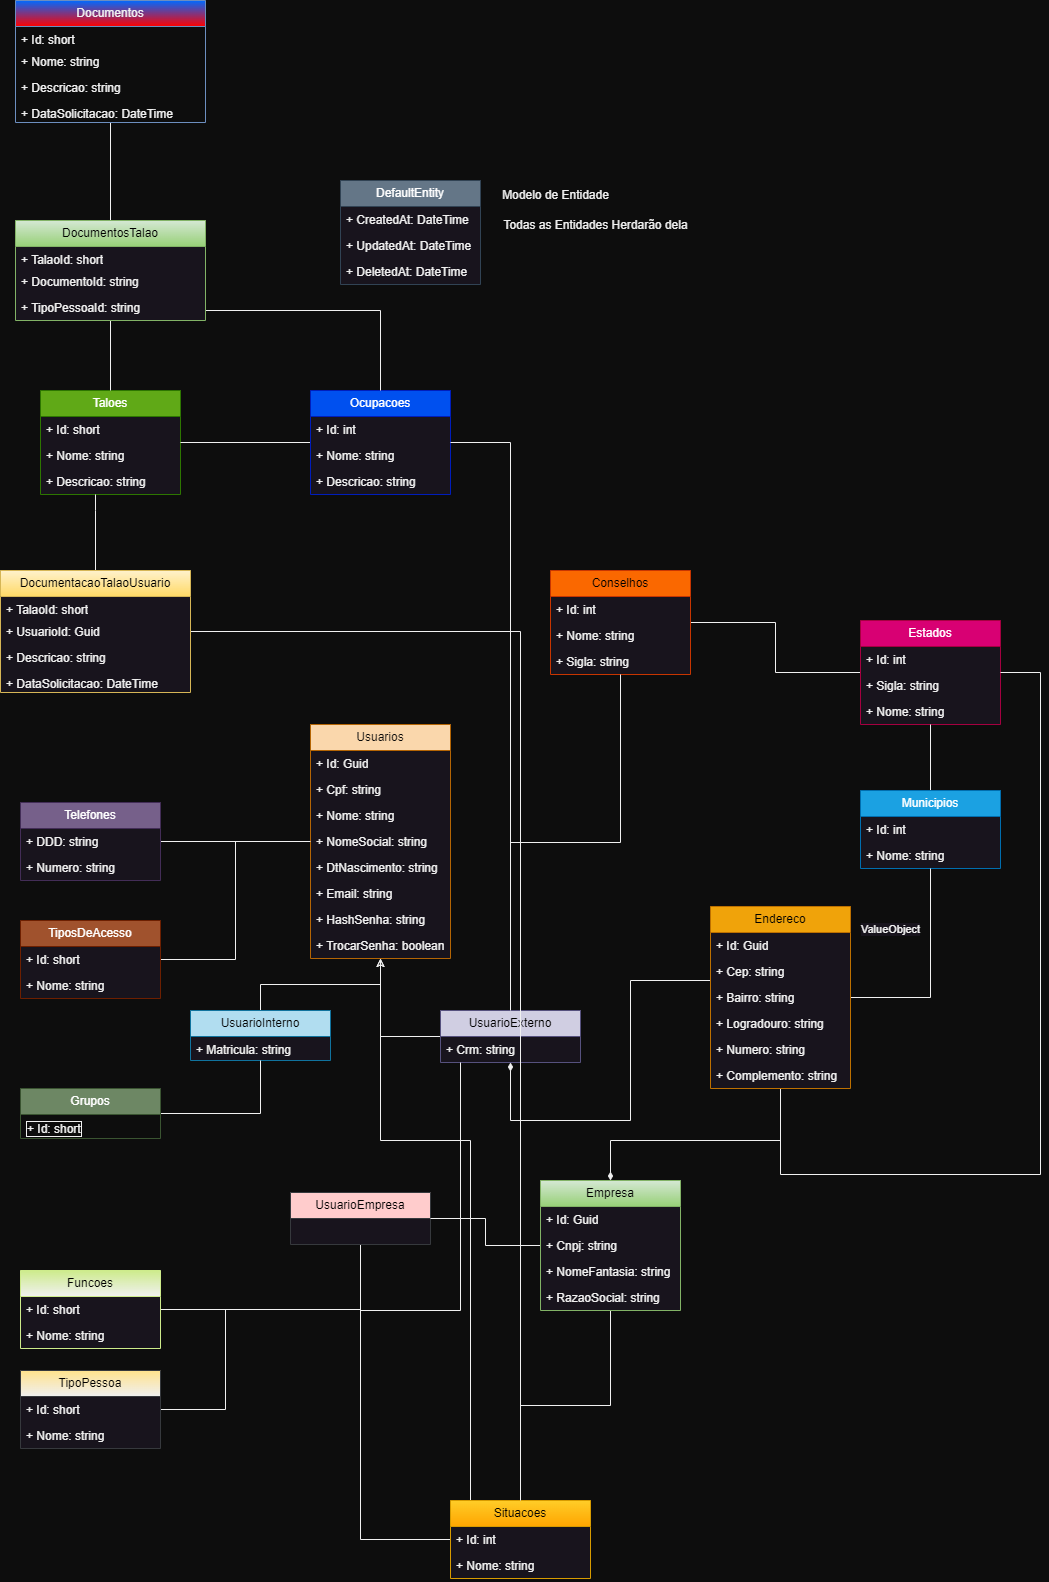 Documentos
+ Id: short
+ Nome: string
+ Descricao: string
+ DataSolicitacao: DateTime
DefaultEntity
+ CreatedAt: DateTime
+ UpdatedAt: DateTime
+ DeletedAt: DateTime
Modelo de Entidade
Todas as Entidades Herdarão dela
DocumentosTalao
+ TalaoId: short
+ DocumentoId: string
+ TipoPessoaId: string
Taloes
+ Id: short
+ Nome: string
+ Descricao: string
Ocupacoes
+ Id: int
+ Nome: string
+ Descricao: string
DocumentacaoTalaoUsuario
+ TalaoId: short
+ UsuarioId: Guid
+ Descricao: string
+ DataSolicitacao: DateTime
Conselhos
+ Id: int
+ Nome: string
+ Sigla: string
Estados
+ Id: int
+ Sigla: string
+ Nome: string
Usuarios
+ Id: Guid
+ Cpf: string
+ Nome: string
+ NomeSocial: string
+ DtNascimento: string
+ Email: string
+ HashSenha: string
+ TrocarSenha: boolean
Telefones
+ DDD: string
+ Numero: string
Municipios
+ Id: int
+ Nome: string
TiposDeAcesso
+ Id: short
+ Nome: string
Endereco
+ Id: Guid
+ Cep: string
+ Bairro: string
+ Logradouro: string
+ Numero: string
+ Complemento: string
ValueObject
UsuarioInterno
+ Matricula: string
UsuarioExterno
+ Crm: string
Grupos
+ Id: short
UsuarioEmpresa
Empresa
+ Id: Guid
+ Cnpj: string
+ NomeFantasia: string
+ RazaoSocial: string
Funcoes
+ Id: short
+ Nome: string
TipoPessoa
+ Id: short
+ Nome: string
Situacoes
+ Id: int
+ Nome: string